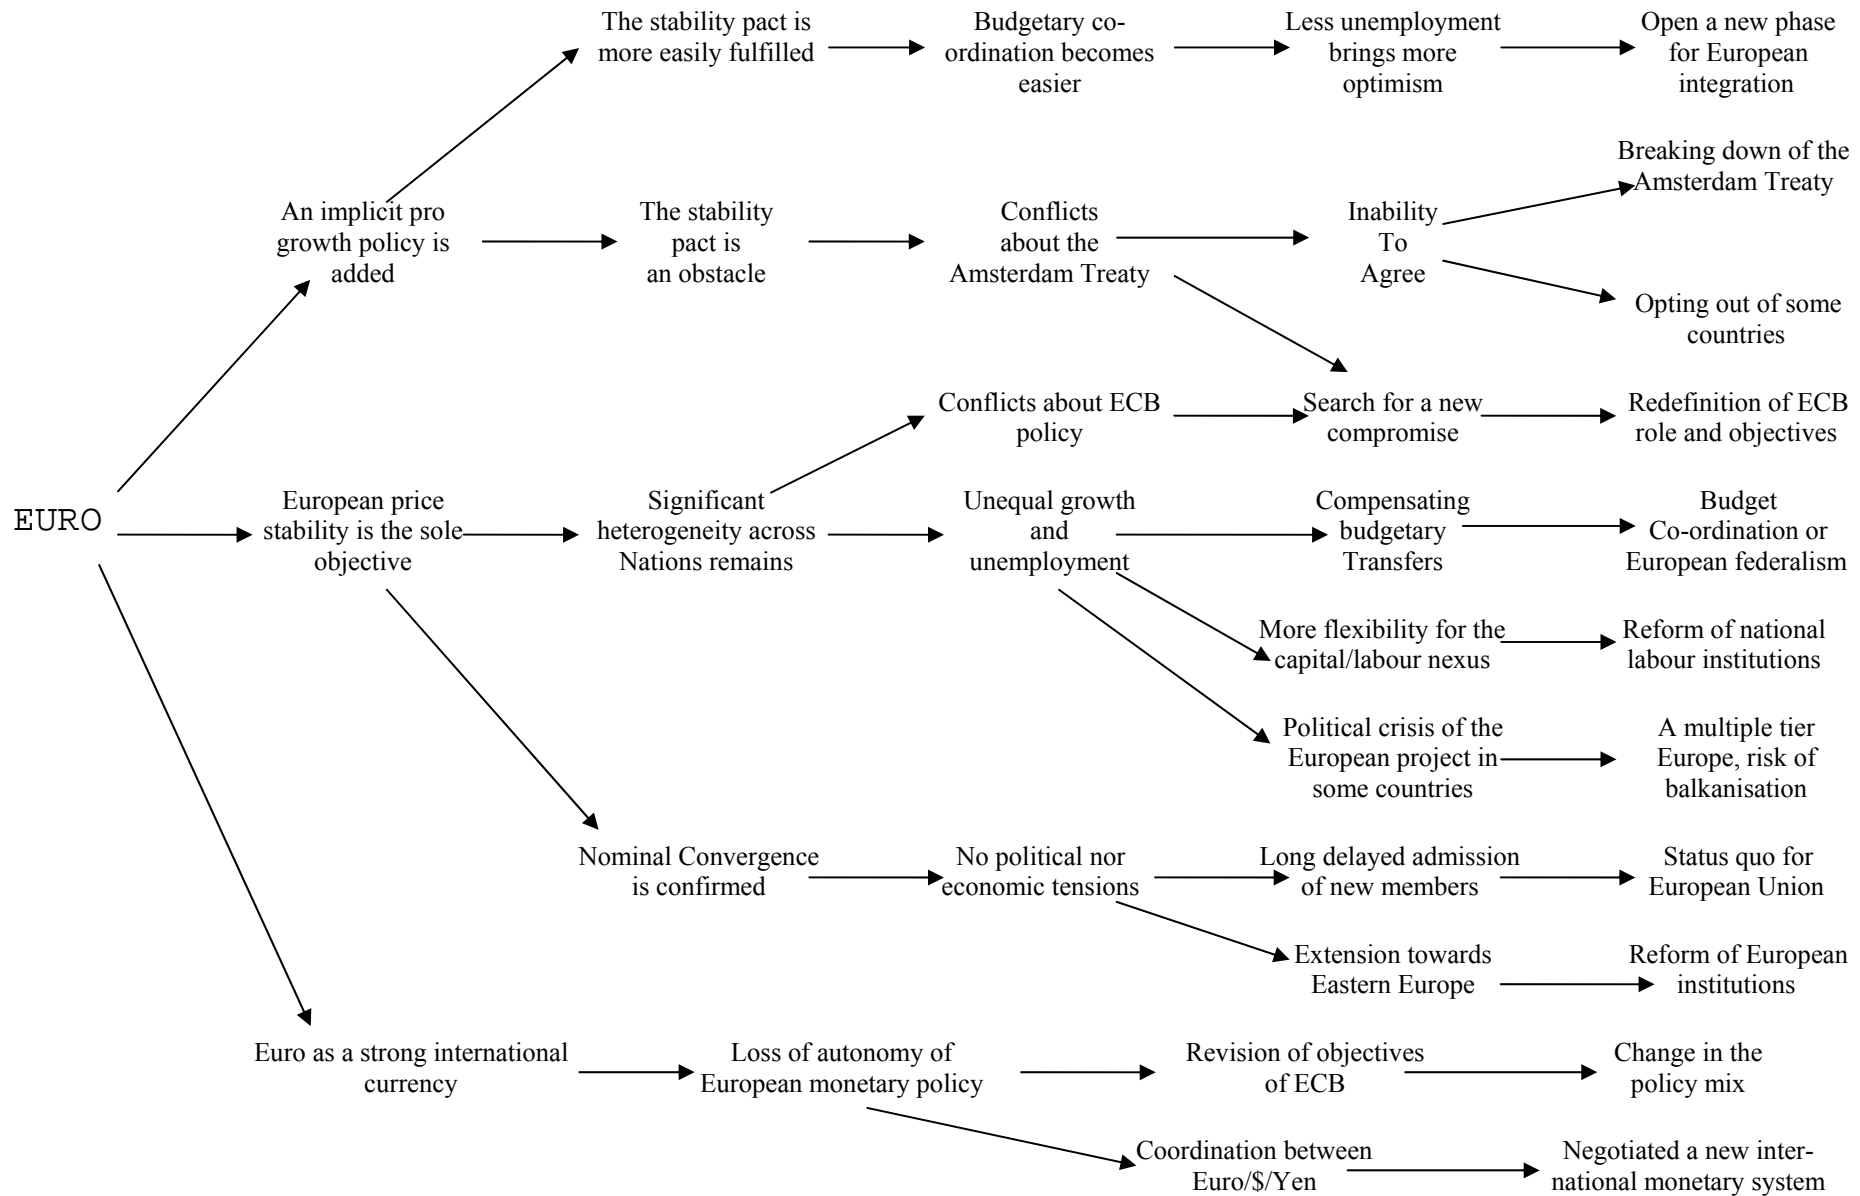 The stability pact is
more easily fulfilled
Budgetary co-
ordination becomes
easier
Less unemployment
brings more
optimism
Open a new phase
for European
integration
Breaking down of the
Amsterdam Treaty
An implicit pro
growth policy is
added
The stability
pact is
an obstacle
Conflicts
about the
Amsterdam Treaty
Inability
To
Agree
Opting out of some
countries
Conflicts about ECB
policy
Search for a new
compromise
Redefinition of ECB
role and objectives
EURO
European price
stability is the sole
objective
Significant
heterogeneity across
Nations remains
Unequal growth
and
unemployment
Compensating
budgetary
Transfers
Budget
Co-ordination or
European federalism
More flexibility for the
capital/labour nexus
Reform of national
labour institutions
Political crisis of the
European project in
some countries
A multiple tier
Europe, risk of
balkanisation
Nominal Convergence
is confirmed
No political nor
economic tensions
Long delayed admission
of new members
Status quo for
European Union
Extension towards
Eastern Europe
Reform of European
institutions
Euro as a strong international
currency
Loss of autonomy of
European monetary policy
Revision of objectives
of ECB
Change in the
policy mix
Coordination between
Euro/$/Yen
Negotiated a new inter-
national monetary system